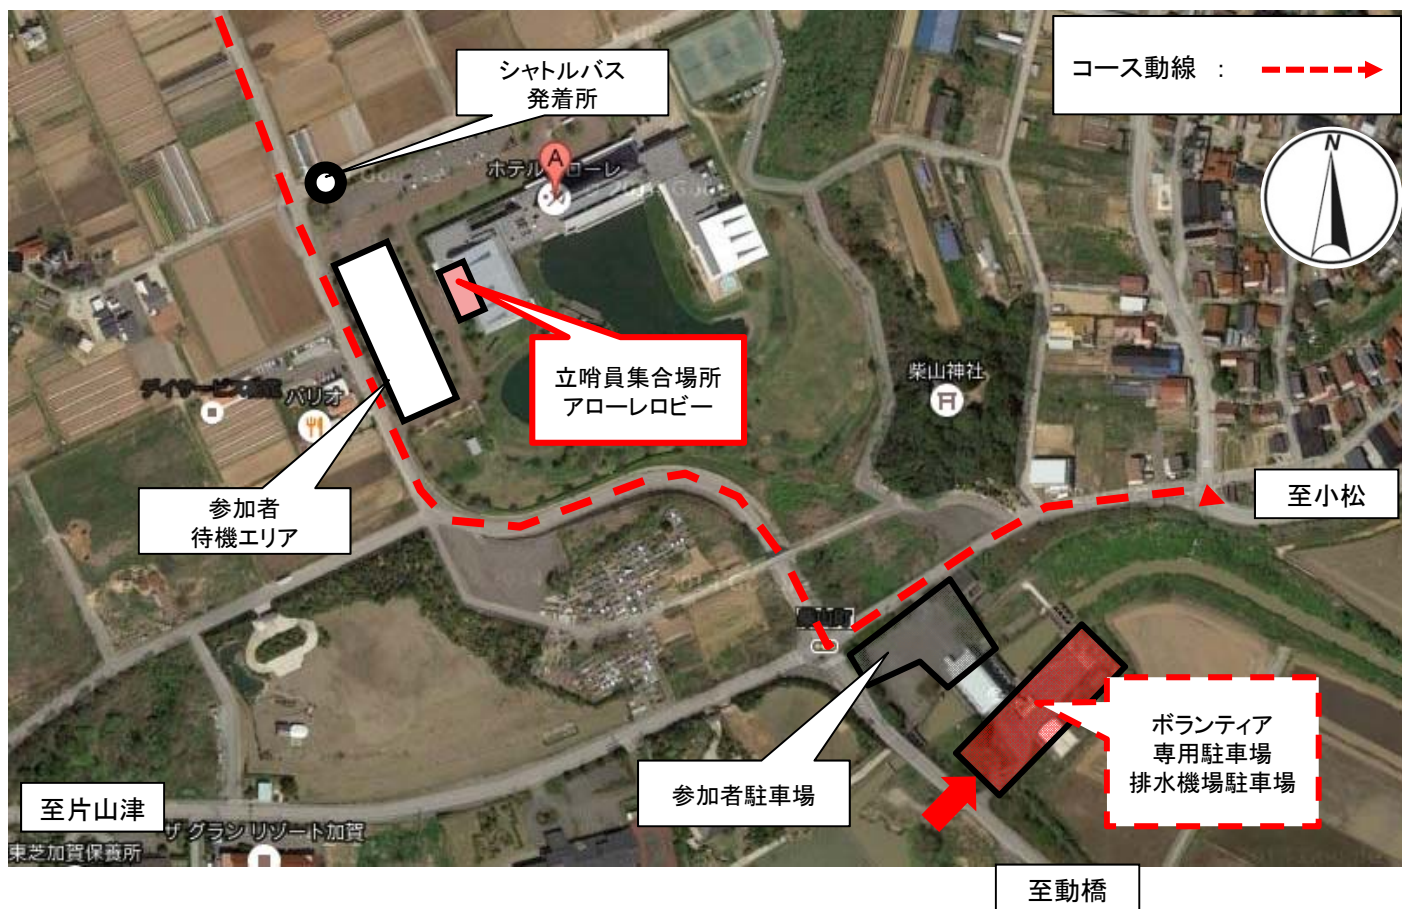 シャトルバス
発着所
コース動線 :
N
A
ホテル
立哨員集合場所
アローレロビー
柴山神社
パリオ
参加者
待機エリア
至小松
ボランティア
専用駐車場
排水機場駐車場
参加者駐車場
至片山津
ザ グラン リゾート加賀
東芝加賀保養所
至動橋